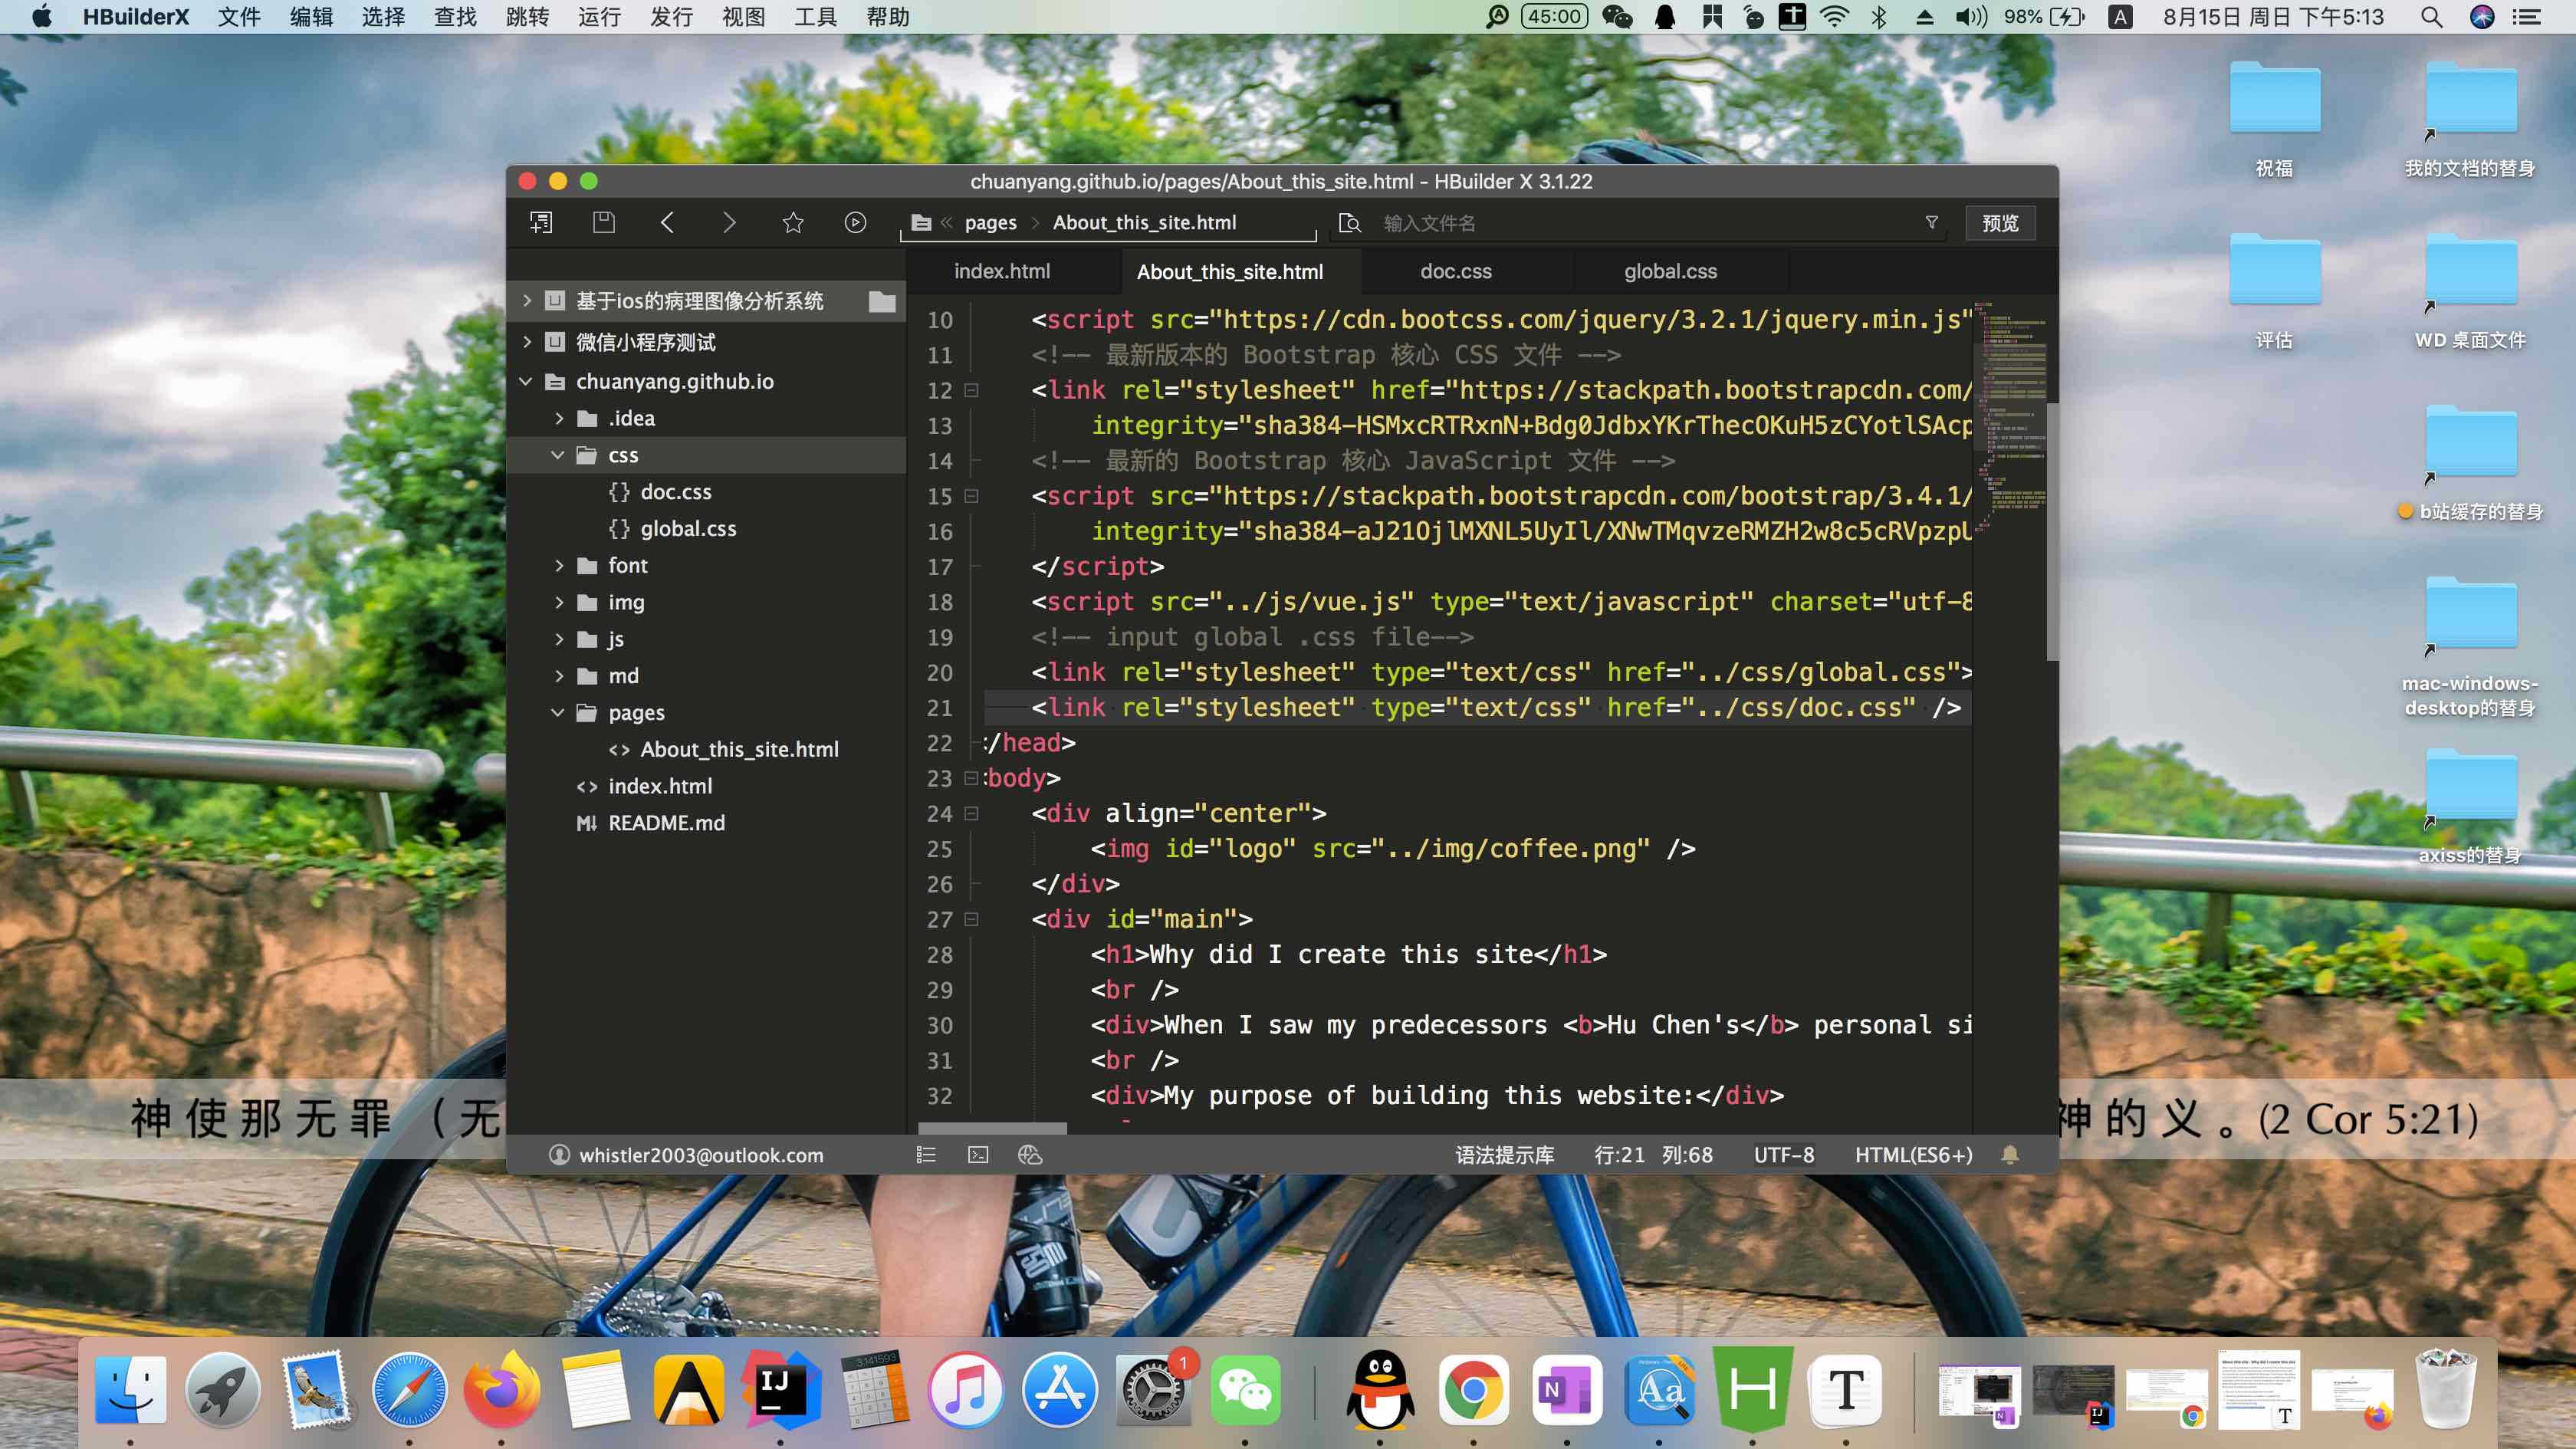 HBuilderX 文件 编辑 选择 查找 跳转 运行 发行 视图 工具 帮助
45:00 98% A 8月15日 周日 下午5:13
祝福
我的文档的替身
评估
WD 桌面文件
b站缓存的替身
mac-windows-
desktop的替身
axiss的替身
chuanyang.github.io/pages/About_this_site.html - HBuilder X 3.1.22
pages About_this_site.html 输入文件名 预览
基于ios的病理图像分析系统
微信小程序测试
chuanyang.github.io
.idea
css
doc.css
global.css
font
img
js
md
pages
About_this_site.html
index.html
README.md
index.html About_this_site.html doc.css global.css
10 <script src="https://cdn.bootcss.com/jquery/3.2.1/jquery.min.js"
11 <!-- 最新版本的 Bootstrap 核心 CSS 文件 -->
12 <link rel="stylesheet" href="https://stackpath.bootstrapcdn.com/
13 integrity="sha384-HSMxcRTRxnN+Bdg0JdbxYKrThecOKuH5zCYotlSAcp
14 <!-- 最新的 Bootstrap 核心 JavaScript 文件 -->
15 <script src="https://stackpath.bootstrapcdn.com/bootstrap/3.4.1/
16 integrity="sha384-aJ21OjlMXNL5UyIl/XNwTMqvzeRMZH2w8c5cRVpzpU
17 </script>
18 <script src="../js/vue.js" type="text/javascript" charset="utf-8
19 <!-- input global .css file-->
20 <link rel="stylesheet" type="text/css" href="../css/global.css">
21 <link rel="stylesheet" type="text/css" href="../css/doc.css" />
22 /head>
23 body>
24 <div align="center">
25 <img id="logo" src="../img/coffee.png" />
26 </div>
27 <div id="main">
28 <h1>Why did I create this site</h1>
29 <br />
30 <div>When I saw my predecessors <b>Hu Chen's</b> personal si
31 <br />
32 <div>My purpose of building this website:</div>
神使那无罪（无
神的义。(2 Cor 5:21)
whistler2003@outlook.com 语法提示库 行:21 列:68 UTF-8 HTML(ES6+)
IJ
3.141593
1
N
Aa
H
T